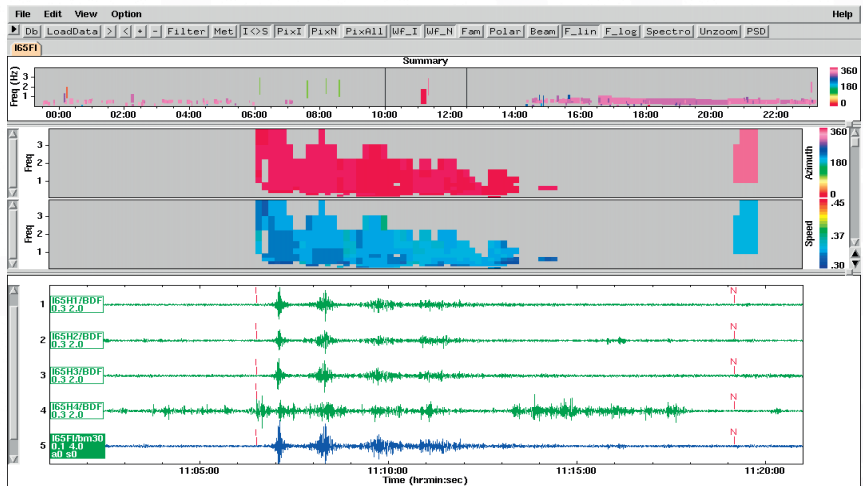 File Edit View Option Help
Db LoadData > < + - Filter Met I<>S PixI PixN PixAll Wf_I Wf_N Fam Polar Beam F_lin F_log Spectro Unzoom PSD
I65FI
Summary
Freq (Hz)
3
2
1
360
180
0
00:00 02:00 04:00 06:00 08:00 10:00 12:00 14:00 16:00 18:00 20:00 22:00
Freq
3
2
1
360
180
0
Azimuth
Freq
3
2
1
.45
.37
.30
Speed
1 I65H1/BDF
0.3 2.0
I N
2 I65H2/BDF
0.3 2.0
I N
3 I65H3/BDF
0.3 2.0
I N
4 I65H4/BDF
0.3 2.0
I N
5 I65FI/bm30
0.1 4.0
a0 s0
I N
11:05:00 11:10:00 11:15:00 11:20:00
Time (hr:min:sec)